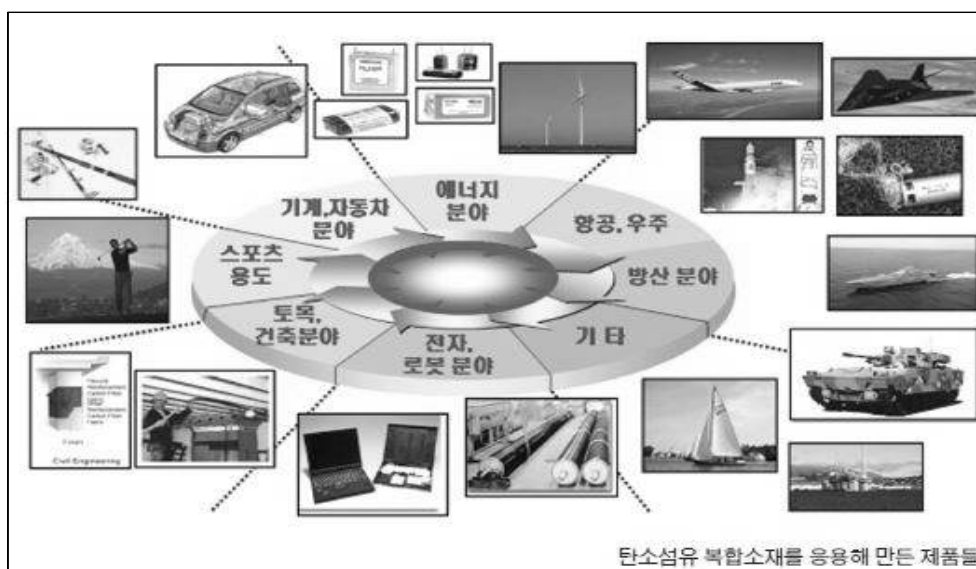 에너지
분야
기계,자동차
분야
항공,우주
스포츠
용도
방산 분야
토목,
건축분야
전자,
로봇 분야
기 타
Civil Engineering
탄소섬유 복합소재를 응용해 만든 제품들